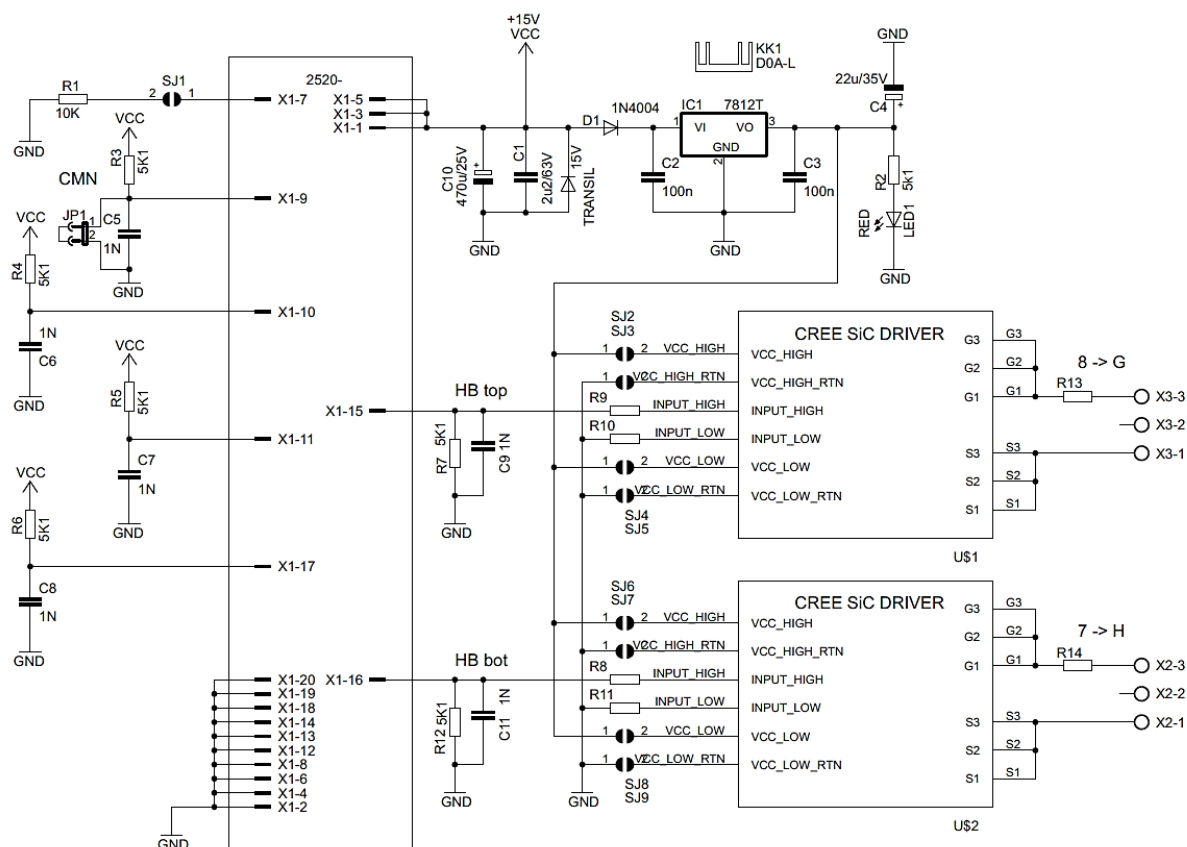 +15V
VCC
GND
KK1
D0A-L
22u/35V
C4
+
R1
10K
SJ1
2
1
X1-7
2520-
X1-5
X1-3
X1-1
GND
VCC
R3
5K1
CMN
X1-9
JP1
1
2
C5
1N
GND
C10
470u/25V
+
C1
2u2/63V
15V
TRANSIL
GND
D1
1N4004
IC1
7812T
1
VI
VO
3
GND
2
C2
100n
C3
100n
GND
R2
5k1
RED
LED1
GND
VCC
R4
5K1
X1-10
1N
C6
GND
VCC
R5
5K1
X1-11
C7
1N
GND
VCC
R6
5K1
X1-17
C8
1N
GND
X1-15
HB top
R7
5K1
C9
1N
GND
R9
R10
SJ2
SJ3
1
2
VCC_HIGH
1
2
VCC_HIGH_RTN
INPUT_HIGH
INPUT_LOW
1
2
VCC_LOW
1
2
VCC_LOW_RTN
SJ4
SJ5
CREE SiC DRIVER
VCC_HIGH
VCC_HIGH_RTN
INPUT_HIGH
INPUT_LOW
VCC_LOW
VCC_LOW_RTN
G3
G2
G1
S3
S2
S1
G3
G2
G1
S3
S2
S1
U$1
8 -> G
R13
X3-3
X3-2
X3-1
X1-20
X1-19
X1-18
X1-14
X1-13
X1-12
X1-8
X1-6
X1-4
X1-2
GND
X1-16
HB bot
R12
5K1
C11
1N
GND
R8
R11
SJ6
SJ7
1
2
VCC_HIGH
1
2
VCC_HIGH_RTN
INPUT_HIGH
INPUT_LOW
1
2
VCC_LOW
1
2
VCC_LOW_RTN
SJ8
SJ9
GND
CREE SiC DRIVER
VCC_HIGH
VCC_HIGH_RTN
INPUT_HIGH
INPUT_LOW
VCC_LOW
VCC_LOW_RTN
G3
G2
G1
S3
S2
S1
G3
G2
G1
S3
S2
S1
U$2
7 -> H
R14
X2-3
X2-2
X2-1